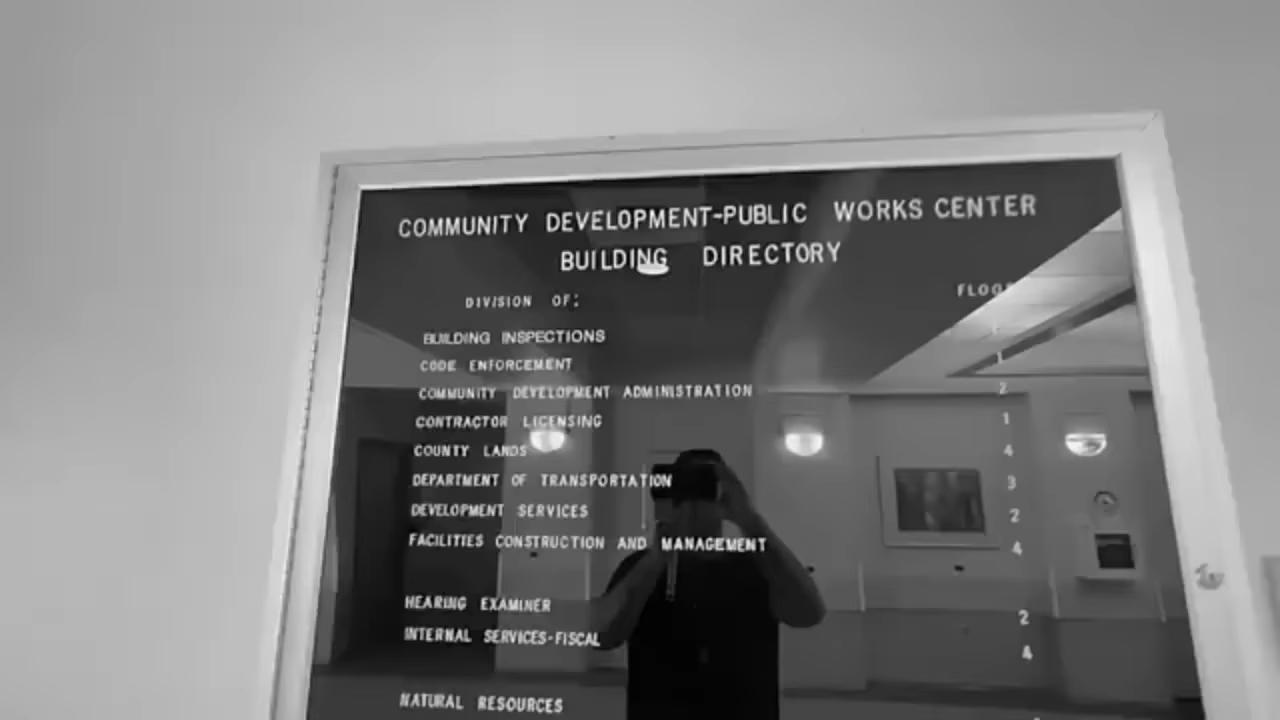 COMMUNITY DEVELOPMENT-PUBLIC WORKS CENTER
BUILDING DIRECTORY
DIVISION OF: FLOOR
BUILDING INSPECTIONS
CODE ENFORCEMENT 1
COMMUNITY DEVELOPMENT ADMINISTRATION 2
CONTRACTOR LICENSING 1
COUNTY LANDS 4
DEPARTMENT OF TRANSPORTATION 3
DEVELOPMENT SERVICES 2
FACILITIES CONSTRUCTION AND MANAGEMENT 4
HEARING EXAMINER 2
INTERNAL SERVICES-FISCAL 4
NATURAL RESOURCES